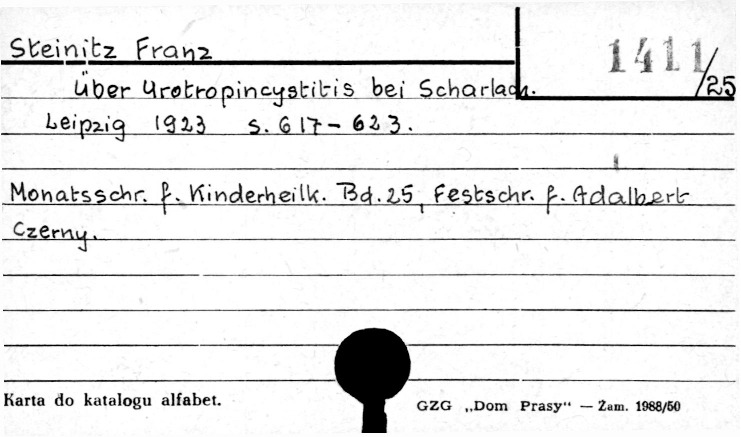 Steinitz Franz
1411/25
Über Urotropincystitis bei Scharlach.
Leipzig 1923 s. 617-623.
Monatsschr. f. Kinderheilk. Bd. 25, Festschr. f. Adalbert
Czerny.
Karta do katalogu alfabet.
GZG „Dom Prasy“ — Zam. 1988/50